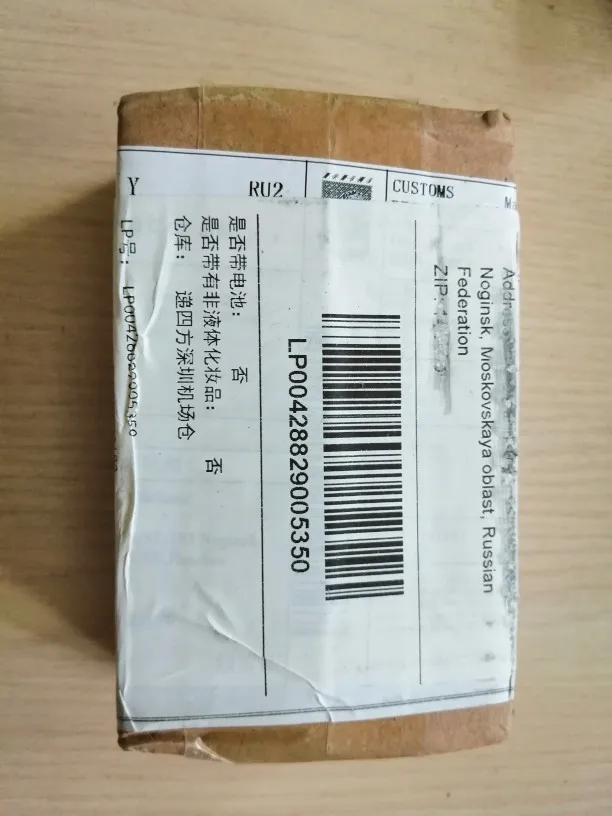 Y
RU2
CUSTOMS
Noginsk, Moskovskaya oblast, Russian
Federation
ZIP:
LP00428829005350
是否带电池： 否
是否带有非液体化妆品： 否
仓库： 递四方深圳机场仓
LP号： LP00428829005350